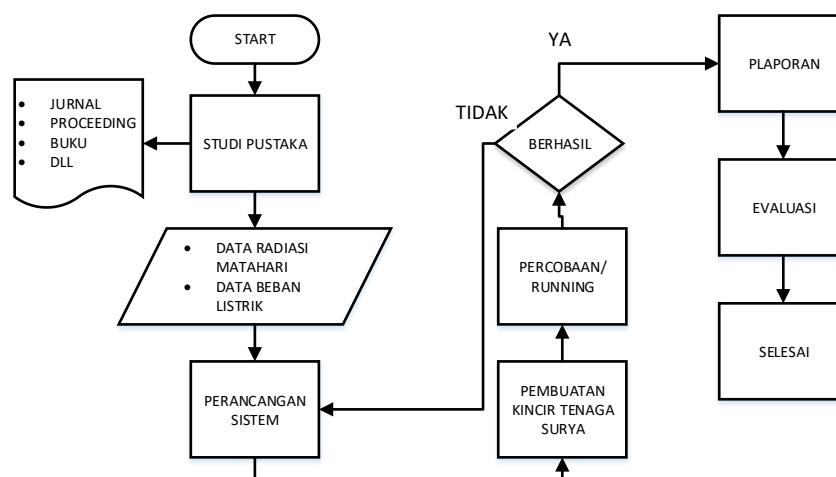 START
• JURNAL
• PROCEEDING
• BUKU
• DLL
STUDI PUSTAKA
• DATA RADIASI
MATAHARI
• DATA BEBAN
LISTRIK
PERANCANGAN
SISTEM
PEMBUATAN
KINCIR TENAGA
SURYA
PERCOBAAN/
RUNNING
BERHASIL
TIDAK
YA
PLAPORAN
EVALUASI
SELESAI